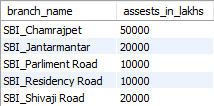 branch_name assests_in_lakhs
SBI_Chamrajpet 50000
SBI_Jantarmantar 20000
SBI_Parliment Road 10000
SBI_Residency Road 10000
SBI_Shivaji Road 20000